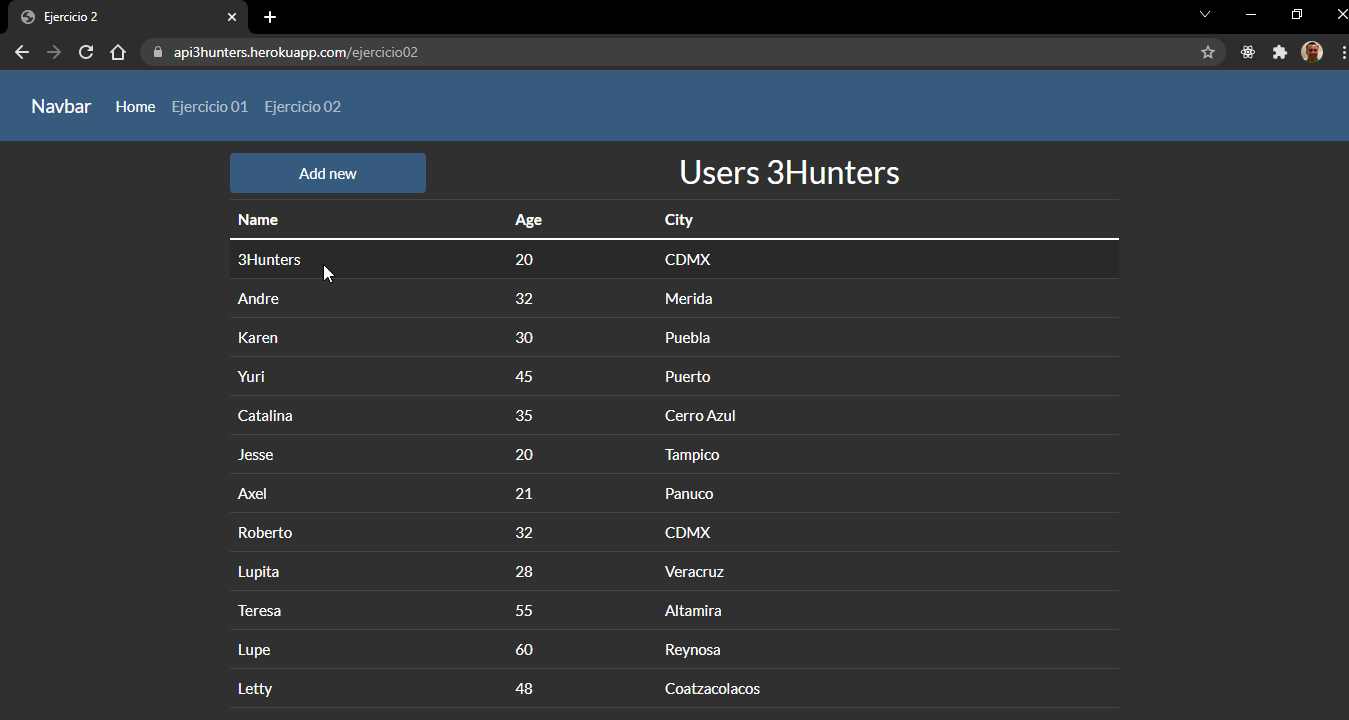 Ejercicio 2
api3hunters.herokuapp.com/ejercicio02
Navbar Home Ejercicio 01 Ejercicio 02
Add new Users 3Hunters
Name Age City
3Hunters 20 CDMX
Andre 32 Merida
Karen 30 Puebla
Yuri 45 Puerto
Catalina 35 Cerro Azul
Jesse 20 Tampico
Axel 21 Panuco
Roberto 32 CDMX
Lupita 28 Veracruz
Teresa 55 Altamira
Lupe 60 Reynosa
Letty 48 Coatzacolacos